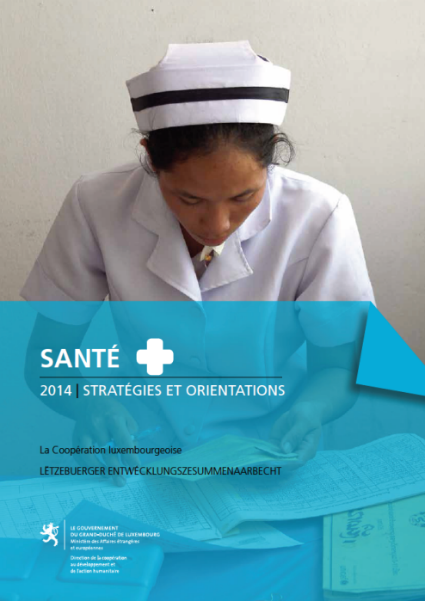 SANTÉ
2014 | STRATÉGIES ET ORIENTATIONS
La Coopération luxembourgeoise
LËTZEBUERGER ENTWÉCKLUNGSZESUMMENAARBECHT
LE GOUVERNEMENT
DU GRAND-DUCHÉ DE LUXEMBOURG
Ministère des Affaires étrangères
et européennes
Direction de la coopération
au développement et
de l'action humanitaire